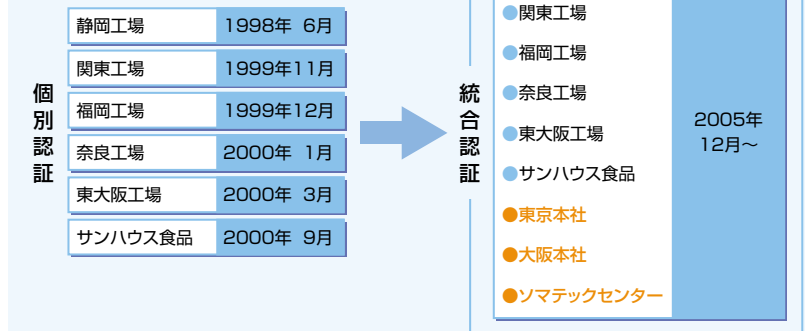 個別認証
静岡工場 1998年 6月
関東工場 1999年11月
福岡工場 1999年12月
奈良工場 2000年 1月
東大阪工場 2000年 3月
サンハウス食品 2000年 9月
統合認証
●関東工場
●福岡工場
●奈良工場
●東大阪工場
●サンハウス食品
●東京本社
●大阪本社
●ソマテックセンター
2005年
12月～